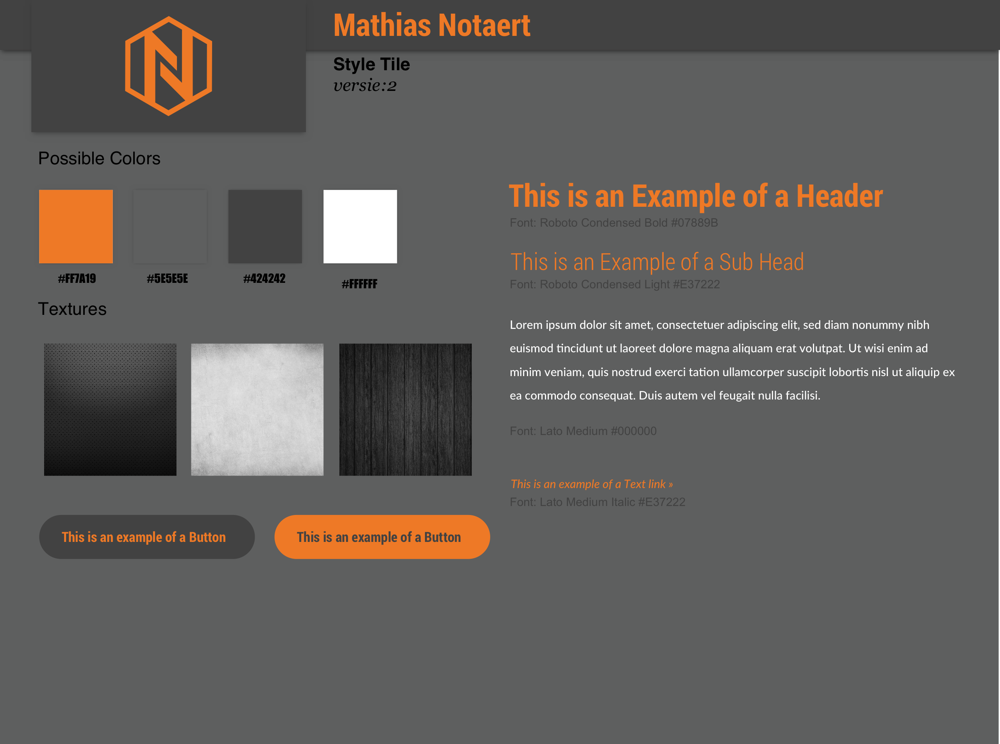 Mathias Notaert
Style Tile
versie:2
Possible Colors
#FF7A19
#5E5E5E
#424242
#FFFFFF
Textures
This is an example of a Button
This is an example of a Button
This is an Example of a Header
Font: Roboto Condensed Bold #07889B
This is an Example of a Sub Head
Font: Roboto Condensed Light #E37222
Lorem ipsum dolor sit amet, consectetuer adipiscing elit, sed diam nonummy nibh
euismod tincidunt ut laoreet dolore magna aliquam erat volutpat. Ut wisi enim ad
minim veniam, quis nostrud exerci tation ullamcorper suscipit lobortis nisl ut aliquip ex
ea commodo consequat. Duis autem vel feugait nulla facilisi.
Font: Lato Medium #000000
This is an example of a Text link »
Font: Lato Medium Italic #E37222